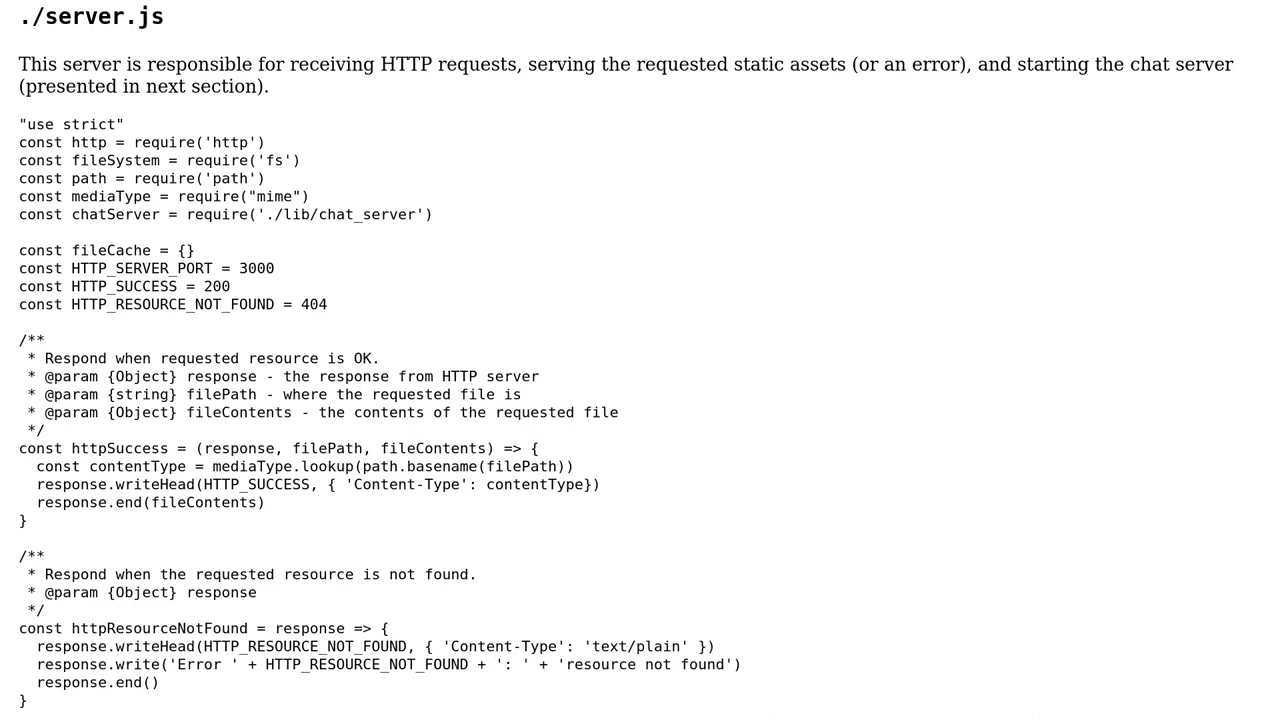 ./server.js
This server is responsible for receiving HTTP requests, serving the requested static assets (or an error), and starting the chat server
(presented in next section).
"use strict"
const http = require('http')
const fileSystem = require('fs')
const path = require('path')
const mediaType = require("mime")
const chatServer = require('./lib/chat_server')
const fileCache = {}
const HTTP_SERVER_PORT = 3000
const HTTP_SUCCESS = 200
const HTTP_RESOURCE_NOT_FOUND = 404
/**
 * Respond when requested resource is OK.
 * @param {Object} response - the response from HTTP server
 * @param {string} filePath - where the requested file is
 * @param {Object} fileContents - the contents of the requested file
 */
const httpSuccess = (response, filePath, fileContents) => {
  const contentType = mediaType.lookup(path.basename(filePath))
  response.writeHead(HTTP_SUCCESS, { 'Content-Type': contentType})
  response.end(fileContents)
}
/**
 * Respond when the requested resource is not found.
 * @param {Object} response
 */
const httpResourceNotFound = response => {
  response.writeHead(HTTP_RESOURCE_NOT_FOUND, { 'Content-Type': 'text/plain' })
  response.write('Error ' + HTTP_RESOURCE_NOT_FOUND + ': ' + 'resource not found')
  response.end()
}